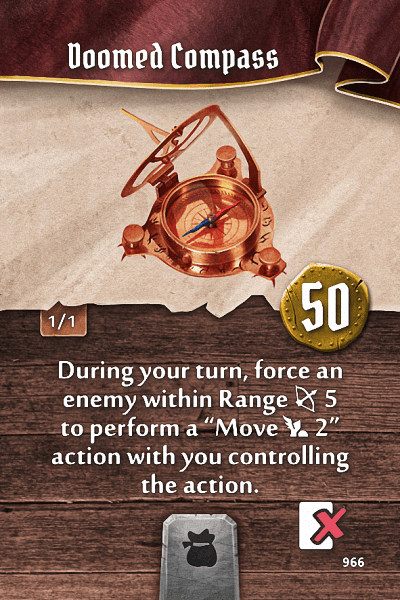 Doomed Compass
1/1
50
During your turn, force an
enemy within Range 5
to perform a “Move 2”
action with you controlling
the action.
966